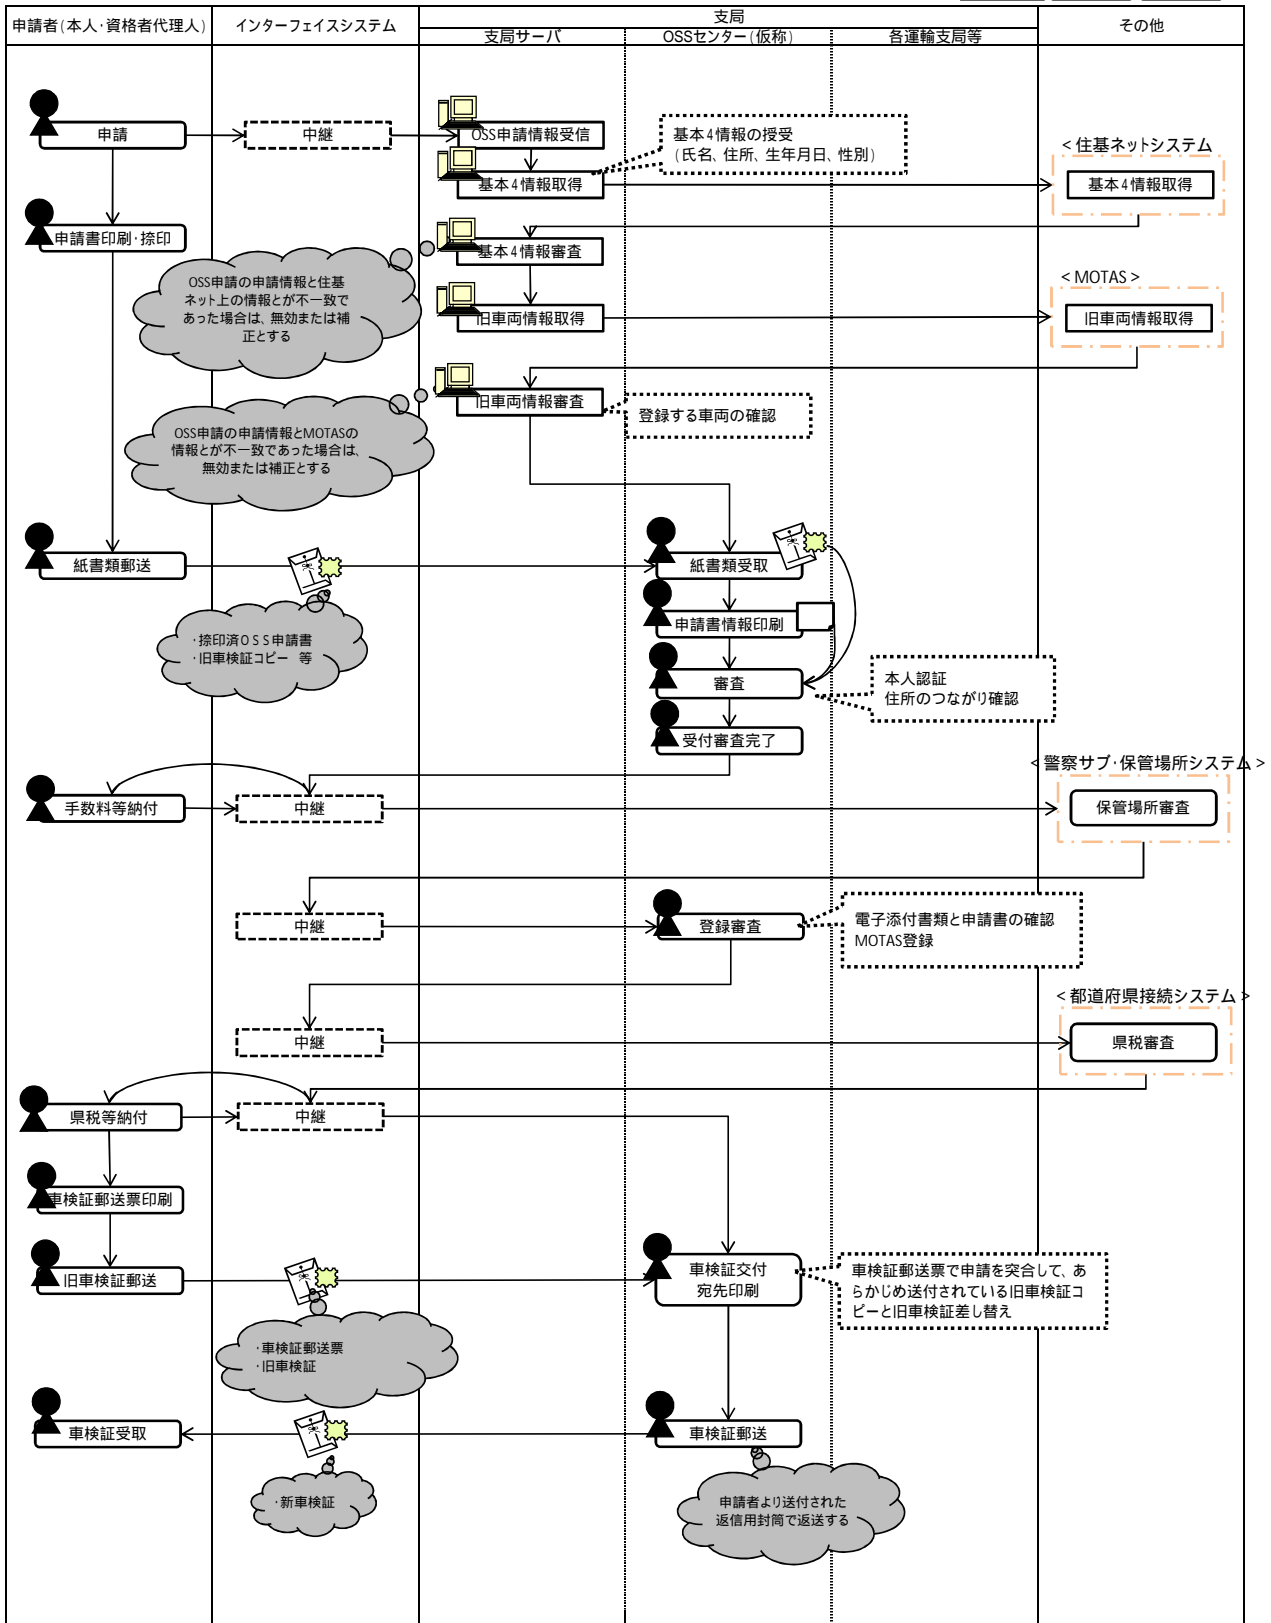 申請者(本人・資格者代理人)
インターフェイスシステム
支局
その他
支局サーバ
OSSセンター(仮称)
各運輸支局等
申請
中継
OSS申請情報受信
基本4情報の授受
(氏名、住所、生年月日、性別)
<住基ネットシステム
基本4情報取得
基本4情報取得
申請書印刷・捺印
基本4情報審査
OSS申請の申請情報と住基
ネット上の情報とが不一致で
あった場合は、無効または補
正とする
<MOTAS>
旧車両情報取得
旧車両情報取得
旧車両情報審査
登録する車両の確認
OSS申請の申請情報とMOTASの
情報とが不一致であった場合は、
無効または補正とする
紙書類郵送
紙書類受取
・捺印済OSS申請書
・旧車検証コピー 等
申請書情報印刷
審査
本人認証
住所のつながり確認
受付審査完了
<警察サブ・保管場所システム>
手数料等納付
中継
保管場所審査
中継
登録審査
電子添付書類と申請書の確認
MOTAS登録
<都道府県接続システム>
中継
県税審査
県税等納付
中継
車検証郵送票印刷
旧車検証郵送
車検証交付
宛先印刷
車検証郵送票で申請を突合して、あ
らかじめ送付されている旧車検証コ
ピーと旧車検証差し替え
・車検証郵送票
・旧車検証
車検証受取
車検証郵送
・新車検証
申請者より送付された
返信用封筒で返送する